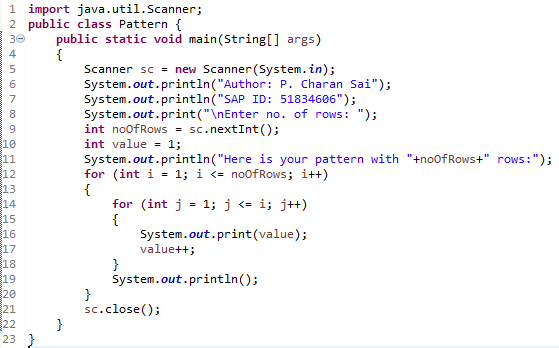 1 import java.util.Scanner;
2 public class Pattern {
3 public static void main(String[] args)
4 {
5 Scanner sc = new Scanner(System.in);
6 System.out.println("Author: P. Charan Sai");
7 System.out.println("SAP ID: 51834606");
8 System.out.print("\nEnter no. of rows: ");
9 int noOfRows = sc.nextInt();
10 int value = 1;
11 System.out.println("Here is your pattern with "+noOfRows+" rows:");
12 for (int i = 1; i <= noOfRows; i++)
13 {
14 for (int j = 1; j <= i; j++)
15 {
16 System.out.print(value);
17 value++;
18 }
19 System.out.println();
20 }
21 sc.close();
22 }
23 }